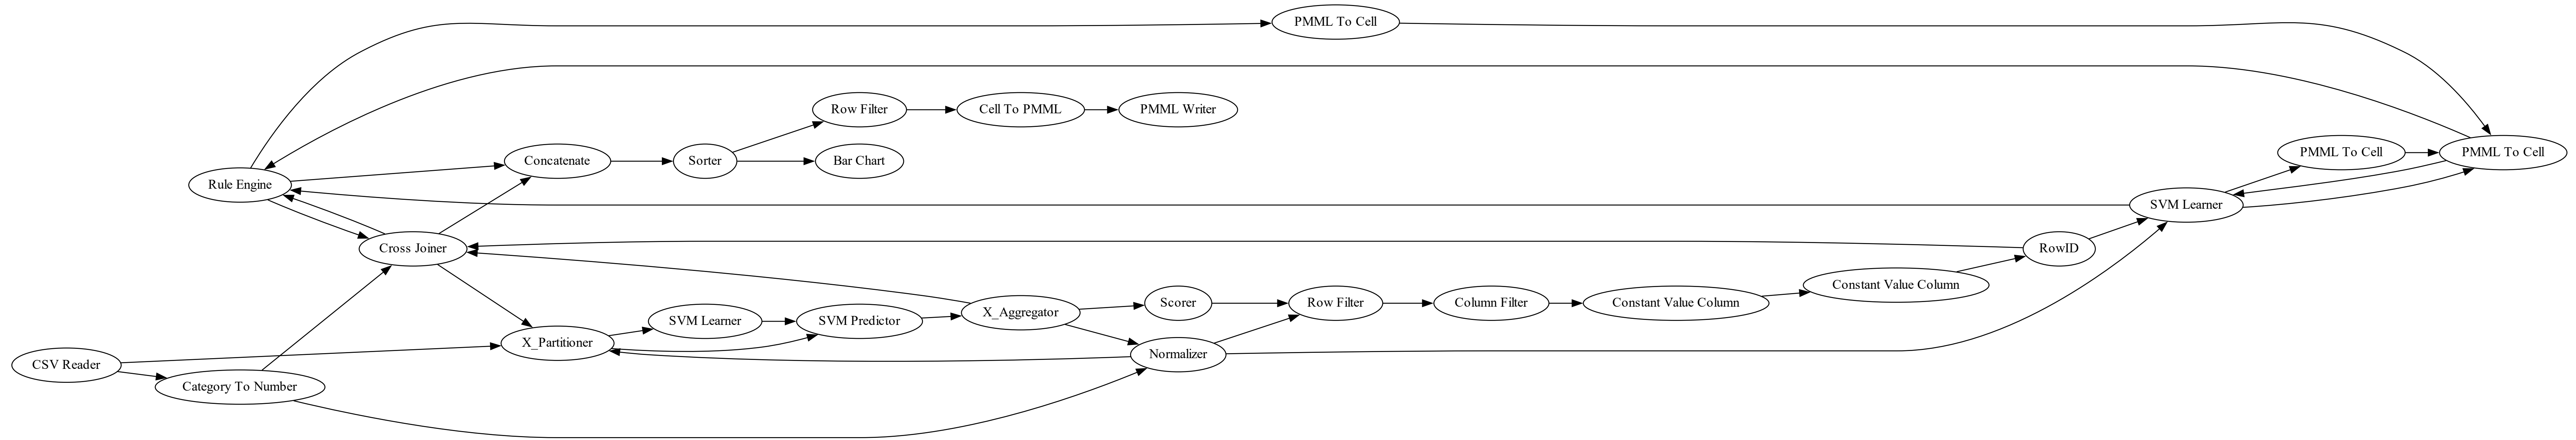 PMML To Cell
Row Filter
Cell To PMML
PMML Writer
Rule Engine
Concatenate
Sorter
Bar Chart
PMML To Cell
PMML To Cell
SVM Learner
Cross Joiner
RowID
X_Partitioner
SVM Learner
SVM Predictor
X_Aggregator
Scorer
Row Filter
Column Filter
Constant Value Column
Constant Value Column
Normalizer
CSV Reader
Category To Number